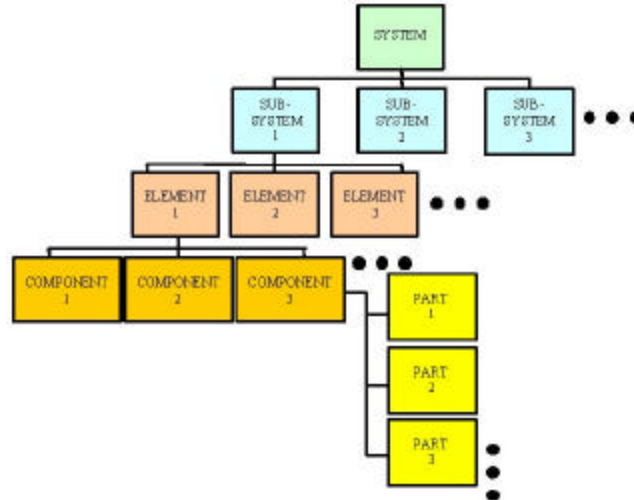 SYSTEM
SUB-
SYSTEM
1
SUB-
SYSTEM
2
SUB-
SYSTEM
3
ELEMENT
1
ELEMENT
2
ELEMENT
3
COMPONENT
1
COMPONENT
2
COMPONENT
3
PART
1
PART
2
PART
3